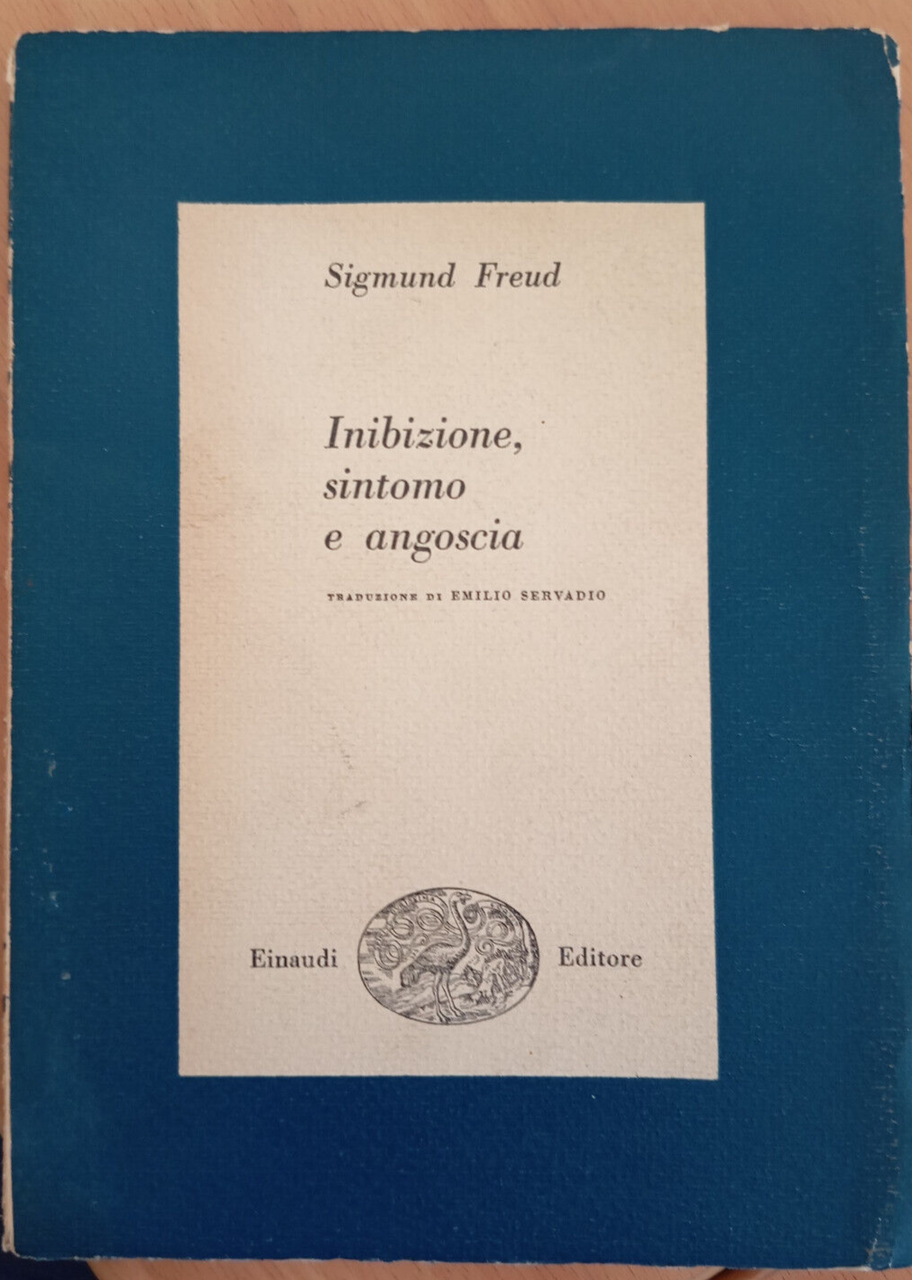 Sigmund Freud
Inibizione,
sintomo
e angoscia
TRADUZIONE DI EMILIO SERVADIO
Einaudi Editore